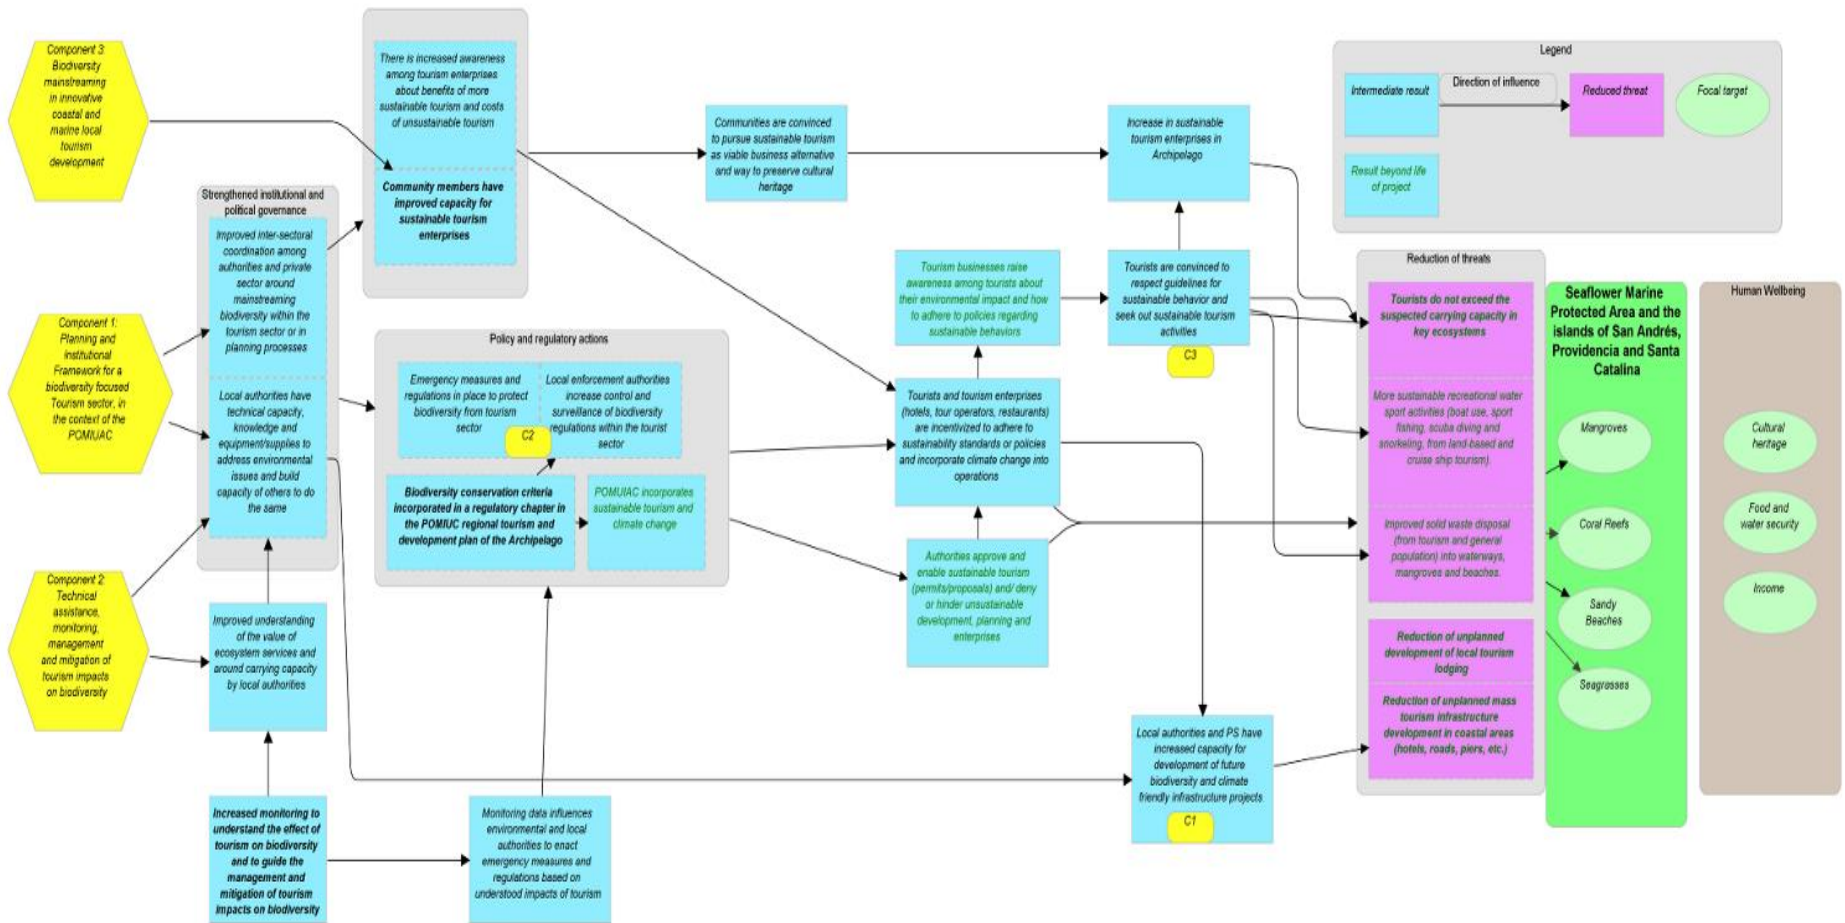 Component 3:
Biodiversity
mainstreaming
in innovative
coastal and
marine local
tourism
development
Component 1:
Planning and
Institutional
Framework for a
biodiversity focused
Tourism sector, in
the context of the
POMIUAC
Component 2:
Technical
assistance,
monitoring,
management
and mitigation of
tourism impacts
on biodiversity
Strengthened institutional and
political governance
Improved inter-sectoral
coordination among
authorities and private
sector around
mainstreaming
biodiversity within the
tourism sector or in
planning processes
Local authorities have
technical capacity,
knowledge and
equipment/supplies to
address environmental
issues and build
capacity of others to do
the same
Improved understanding
of the value of
ecosystem services and
around carrying capacity
by local authorities
Increased monitoring to
understand the effect of
tourism on biodiversity
and to guide the
management and
mitigation of tourism
impacts on biodiversity
There is increased awareness
among tourism enterprises
about benefits of more
sustainable tourism and costs
of unsustainable tourism
Community members have
improved capacity for
sustainable tourism
enterprises
Policy and regulatory actions
Emergency measures and
regulations in place to protect
biodiversity from tourism
sector
Local enforcement authorities
increase control and
surveillance of biodiversity
regulations within the tourist
sector
C2
Biodiversity conservation criteria
incorporated in a regulatory chapter in
the POMIUC regional tourism and
development plan of the Archipelago
POMUIAC incorporates
sustainable tourism and
climate change
Monitoring data influences
environmental and local
authorities to enact
emergency measures and
regulations based on
understood impacts of tourism
Communities are convinced
to pursue sustainable tourism
as viable business alternative
and way to preserve cultural
heritage
Tourism businesses raise
awareness among tourists about
their environmental impact and how
to adhere to policies regarding
sustainable behaviors
Tourists and tourism enterprises
(hotels, tour operators, restaurants)
are incentivized to adhere to
sustainability standards or policies
and incorporate climate change into
operations
Authorities approve and
enable sustainable tourism
(permits/proposals) and/ deny
or hinder unsustainable
development, planning and
enterprises
Increase in sustainable
tourism enterprises in
Archipelago
Tourists are convinced to
respect guidelines for
sustainable behavior and
seek out sustainable tourism
activities
C3
Local authorities and PS have
increased capacity for
development of future
biodiversity and climate
friendly infrastructure projects
C1
Legend
Intermediate result
Direction of influence
Reduced threat
Focal target
Result beyond life
of project
Reduction of threats
Tourists do not exceed the
suspected carrying capacity in
key ecosystems
More sustainable recreational water
sport activities (boat use, sport
fishing, scuba diving and
snorkeling, from land-based and
cruise ship tourism).
Improved solid waste disposal
(from tourism and general
population) into waterways,
mangroves and beaches.
Reduction of unplanned
development of local tourism
lodging
Reduction of unplanned mass
tourism infrastructure
development in coastal areas
(hotels, roads, piers, etc.)
Seaflower Marine
Protected Area and the
islands of San Andrés,
Providencia and Santa
Catalina
Mangroves
Coral Reefs
Sandy
Beaches
Seagrasses
Human Wellbeing
Cultural
heritage
Food and
water security
Income